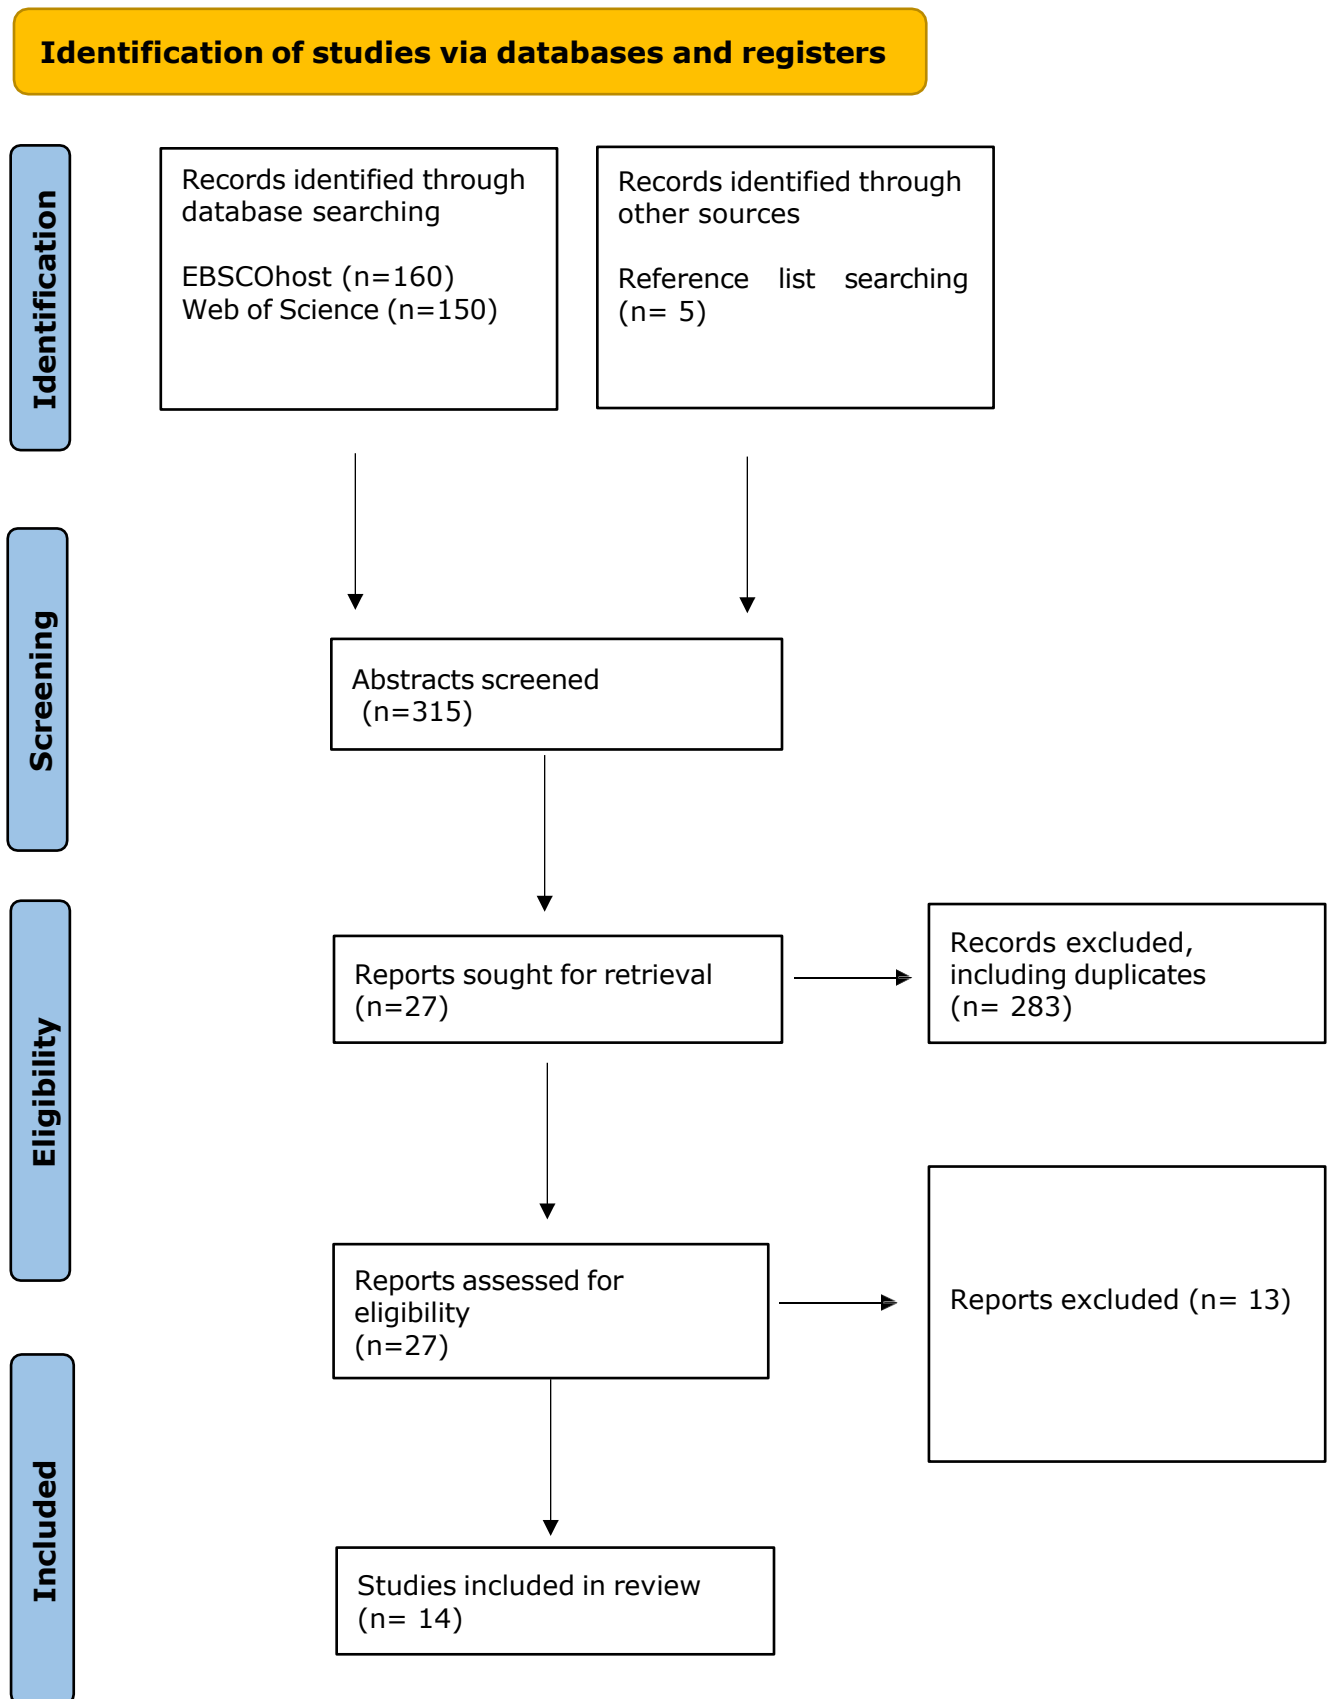 Identification of studies via databases and registers
Identification
Records identified through
database searching
EBSCOhost (n=160)
Web of Science (n=150)
Records identified through
other sources
Reference list searching
(n= 5)
Screening
Abstracts screened
(n=315)
Eligibility
Reports sought for retrieval
(n=27)
Records excluded,
including duplicates
(n= 283)
Reports assessed for
eligibility
(n=27)
Reports excluded (n= 13)
Included
Studies included in review
(n= 14)